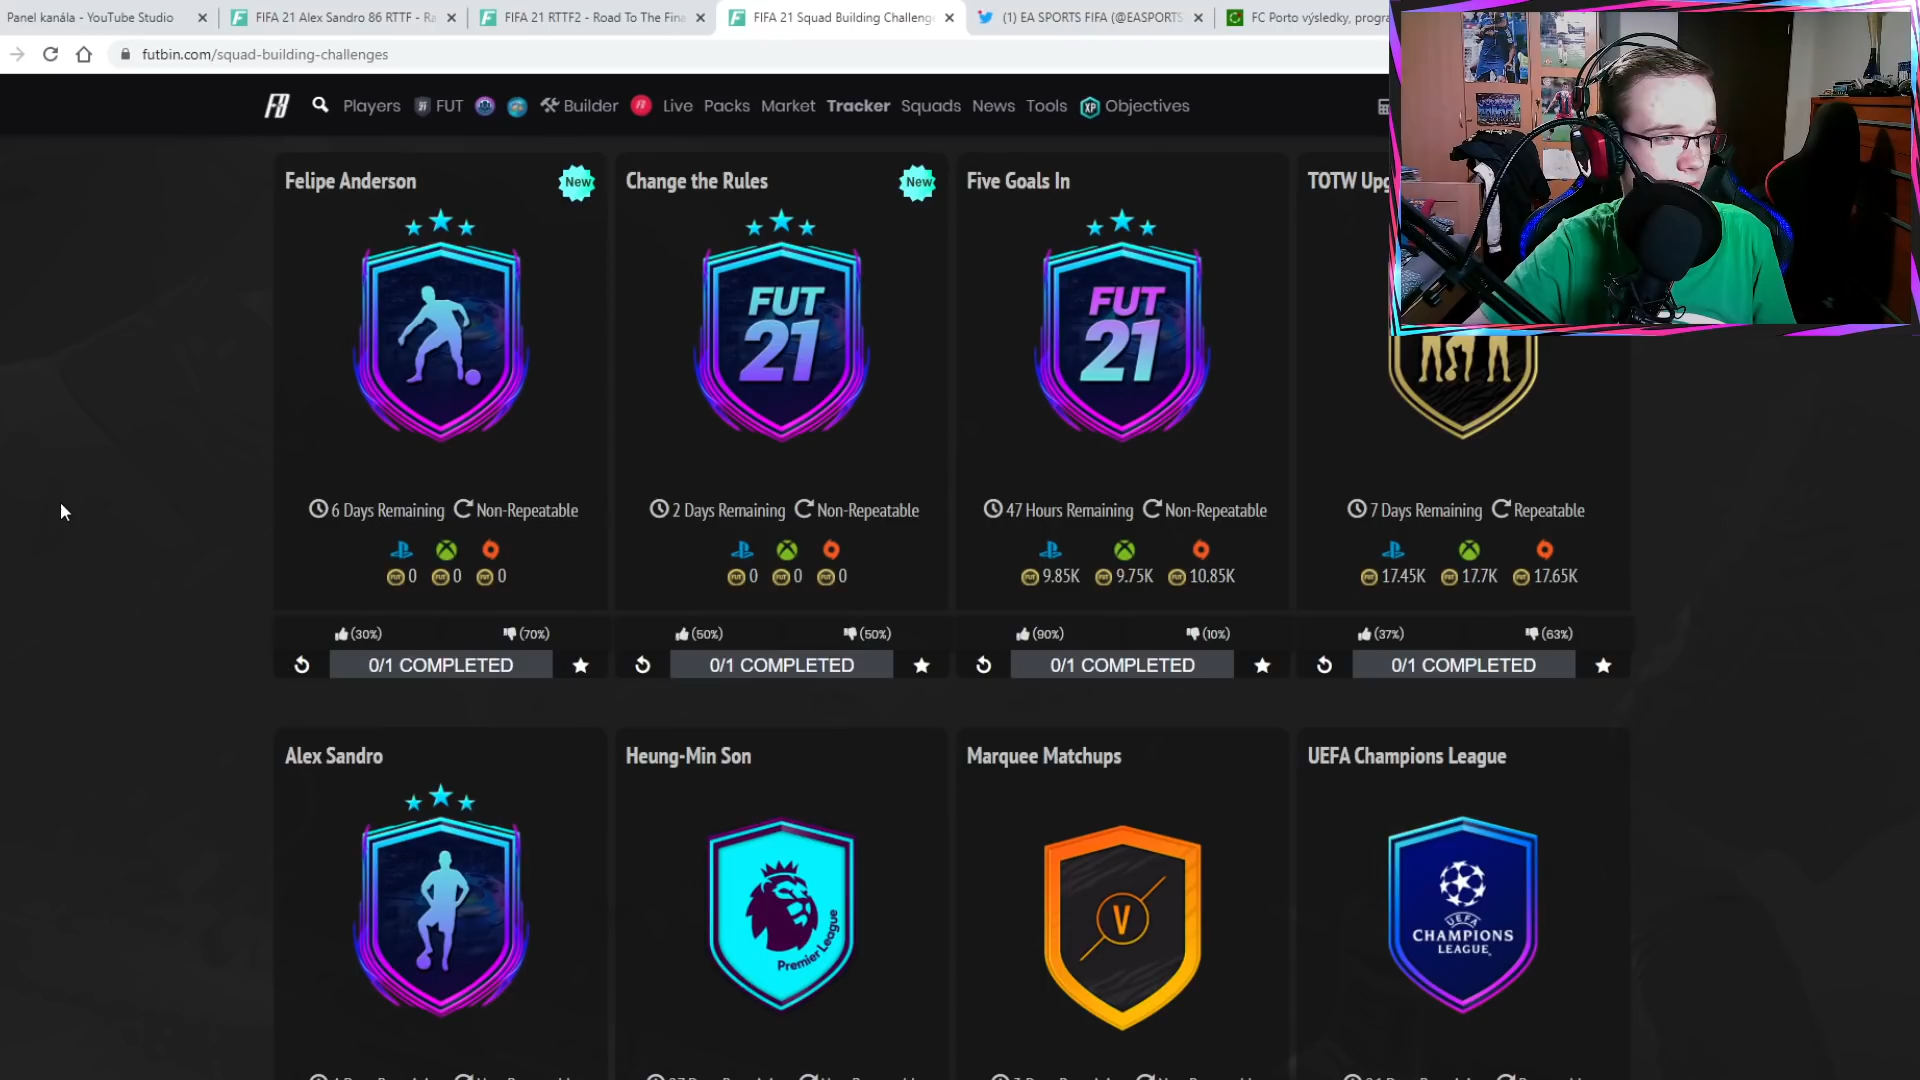 Panel kanála - YouTube Studio
FIFA 21 Alex Sandro 86 RTTF - Ra
FIFA 21 RTTF2 - Road To The Fina
FIFA 21 Squad Building Challenge
(1) EA SPORTS FIFA (@EASPORTS
FC Porto výsledky, progra
futbin.com/squad-building-challenges
Players FUT Builder Live Packs Market Tracker Squads News Tools XP Objectives
Felipe Anderson New
Change the Rules New
Five Goals In
TOTW Upg
FUT 21
FUT 21
6 Days Remaining Non-Repeatable
2 Days Remaining Non-Repeatable
47 Hours Remaining Non-Repeatable
7 Days Remaining Repeatable
0 0 0
0 0 0
9.85K 9.75K 10.85K
17.45K 17.7K 17.65K
(30%) (70%)
(50%) (50%)
(90%) (10%)
(37%) (63%)
0/1 COMPLETED
0/1 COMPLETED
0/1 COMPLETED
0/1 COMPLETED
Alex Sandro
Heung-Min Son
Marquee Matchups
UEFA Champions League
Premier League
V
UEFA
CHAMPIONS
LEAGUE